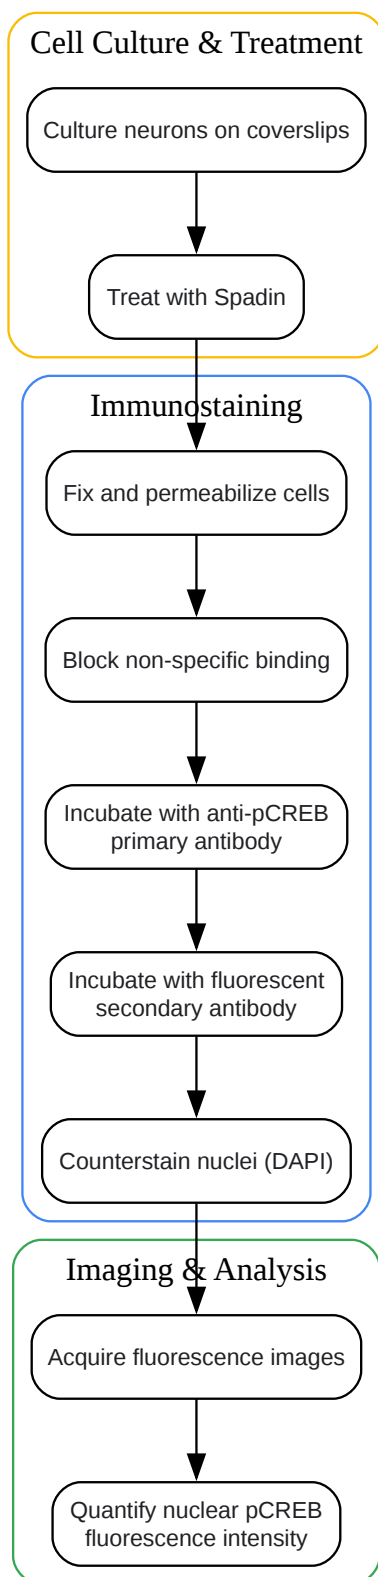 Cell Culture & Treatment
Culture neurons on coverslips
Treat with Spadin
Immunostaining
Fix and permeabilize cells
Block non-specific binding
Incubate with anti-pCREB
primary antibody
Incubate with fluorescent
secondary antibody
Counterstain nuclei (DAPI)
Imaging & Analysis
Acquire fluorescence images
Quantify nuclear pCREB
fluorescence intensity